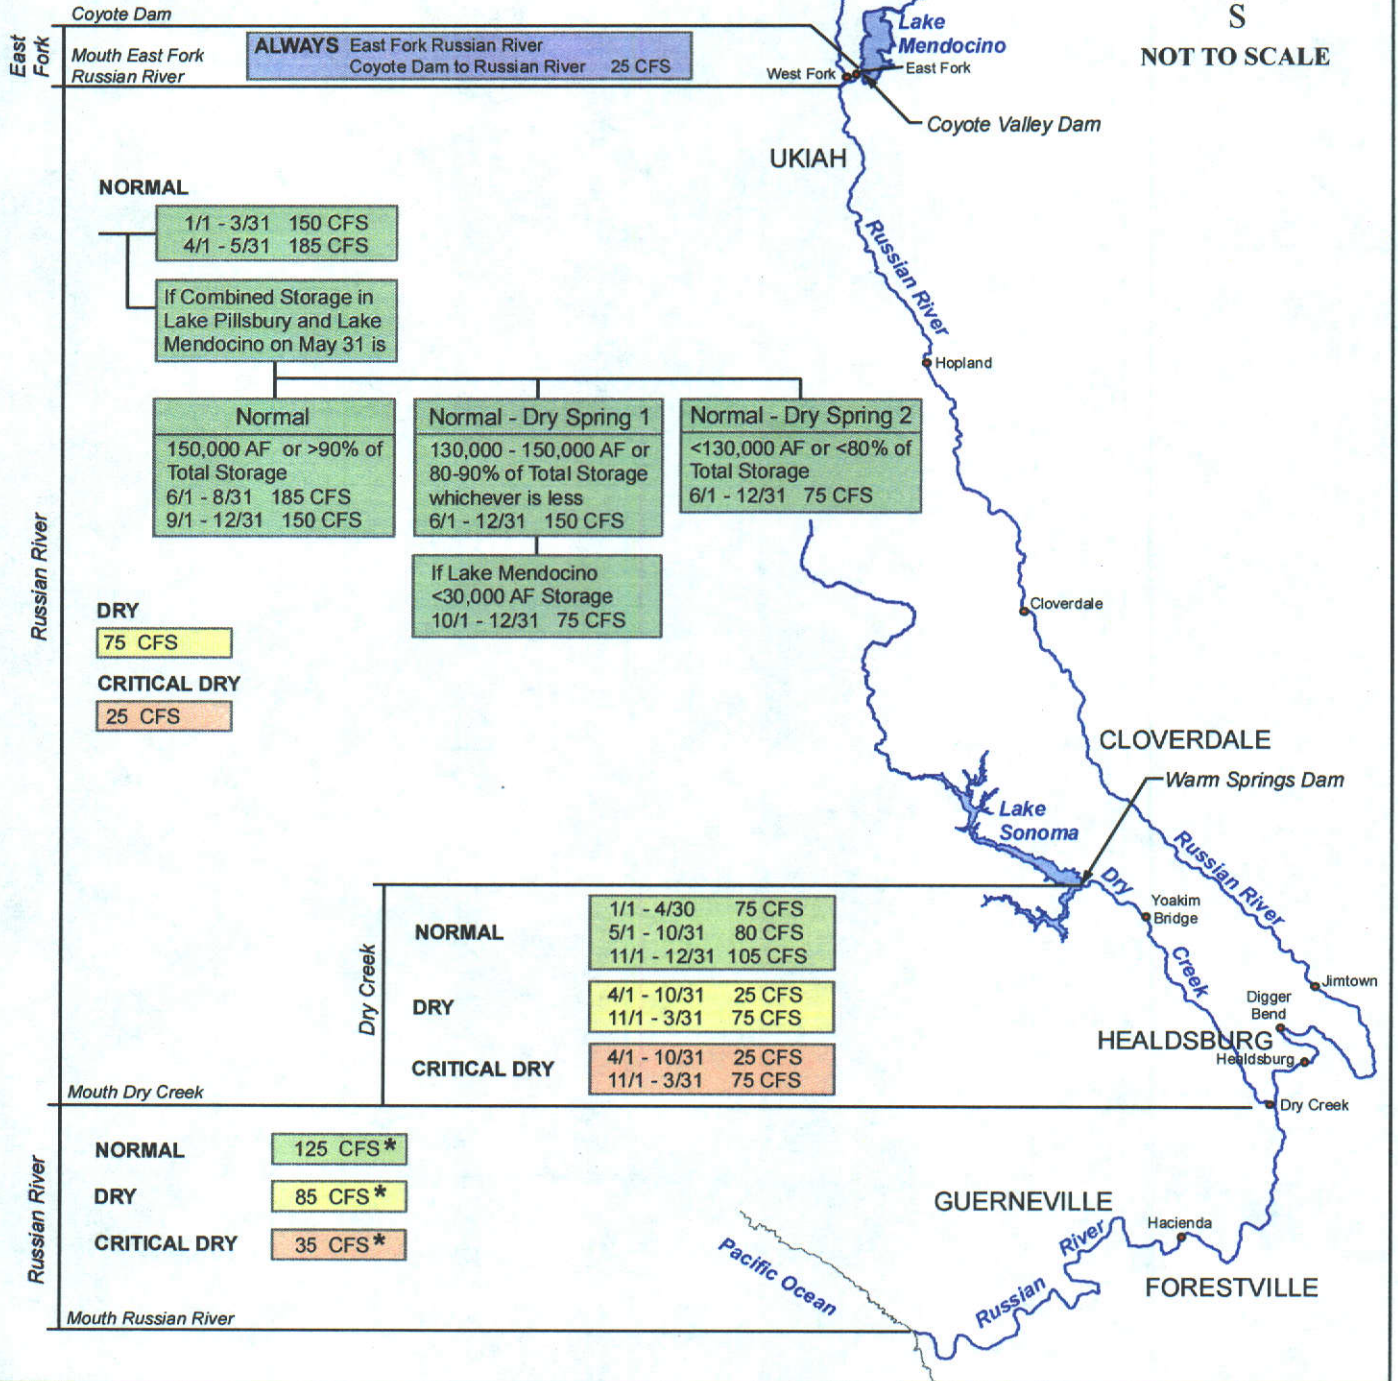 Coyote Dam
East
Fork
Mouth East Fork
Russian River
ALWAYS East Fork Russian River
Coyote Dam to Russian River 25 CFS
Lake
Mendocino
S
NOT TO SCALE
West Fork
East Fork
Coyote Valley Dam
UKIAH
NORMAL
1/1 - 3/31 150 CFS
4/1 - 5/31 185 CFS
Russian River
If Combined Storage in
Lake Pillsbury and Lake
Mendocino on May 31 is
Hopland
Normal
150,000 AF or >90% of
Total Storage
6/1 - 8/31 185 CFS
9/1 - 12/31 150 CFS
Normal - Dry Spring 1
130,000 - 150,000 AF or
80-90% of Total Storage
whichever is less
6/1 - 12/31 150 CFS
Normal - Dry Spring 2
<130,000 AF or <80% of
Total Storage
6/1 - 12/31 75 CFS
If Lake Mendocino
<30,000 AF Storage
10/1 - 12/31 75 CFS
Russian River
DRY
75 CFS
CRITICAL DRY
25 CFS
Cloverdale
CLOVERDALE
Warm Springs Dam
Lake
Sonoma
Russian River
Dry
Creek
Yoakim
Bridge
Dry Creek
NORMAL
1/1 - 4/30 75 CFS
5/1 - 10/31 80 CFS
11/1 - 12/31 105 CFS
DRY
4/1 - 10/31 25 CFS
11/1 - 3/31 75 CFS
CRITICAL DRY
4/1 - 10/31 25 CFS
11/1 - 3/31 75 CFS
Jimtown
Digger
Bend
HEALDSBURG
Healdsburg
Mouth Dry Creek
Dry Creek
Russian River
NORMAL
125 CFS*
DRY
85 CFS*
CRITICAL DRY
35 CFS*
GUERNEVILLE
Hacienda
River
Russian
FORESTVILLE
Pacific Ocean
Mouth Russian River